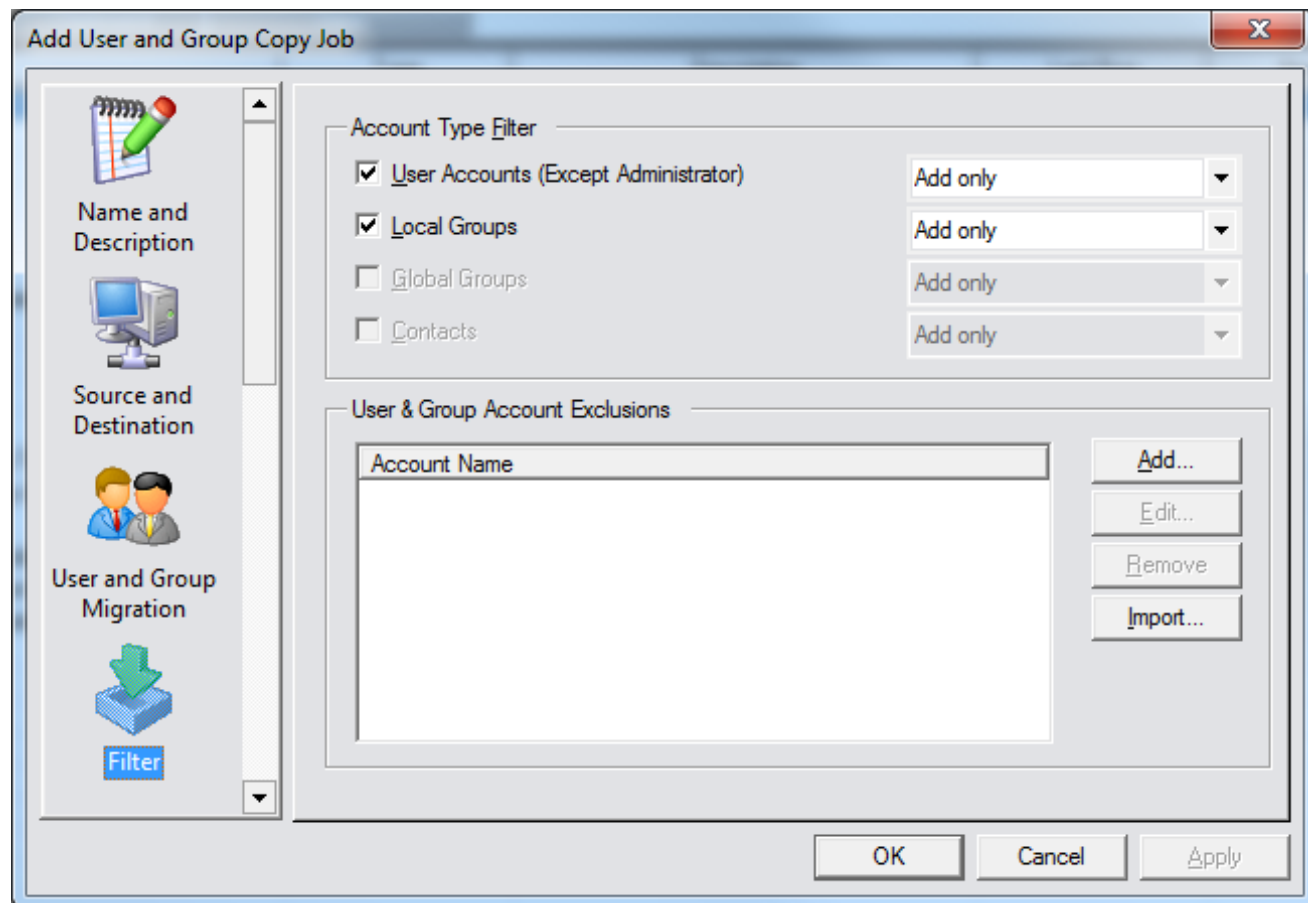 Add User and Group Copy Job
Name and
Description
Source and
Destination
User and Group
Migration
Filter
Account Type Filter
User Accounts (Except Administrator)
Add only
Local Groups
Add only
Global Groups
Add only
Contacts
Add only
User & Group Account Exclusions
Account Name
Add...
Edit...
Remove
Import...
OK
Cancel
Apply